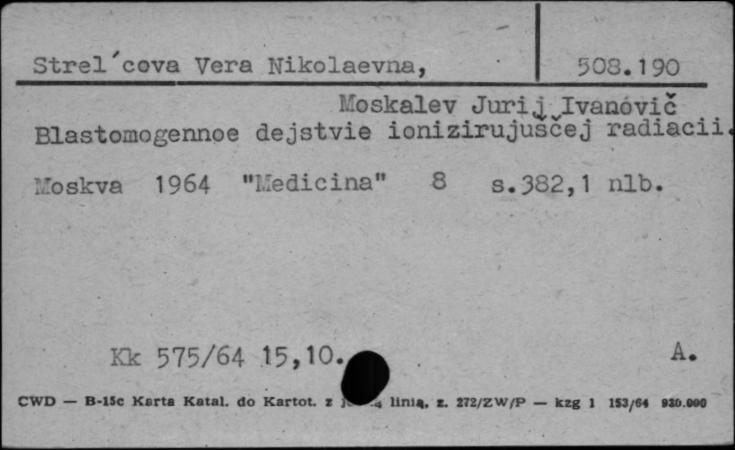 Strel´cova Vera Nikolaevna, 508.190
Moskalev Jurij Ivanovič
Blastomogennoe dejstvie ionizirujuščej radiacii.
Moskva 1964 "Medicina" 8 s.382,1 nlb.
Kk 575/64 15,10. A.
CWD — B-15c Karta Katal. do Kartot. z linią, z. 272/ZW/P — kzg 1 153/64 930.000